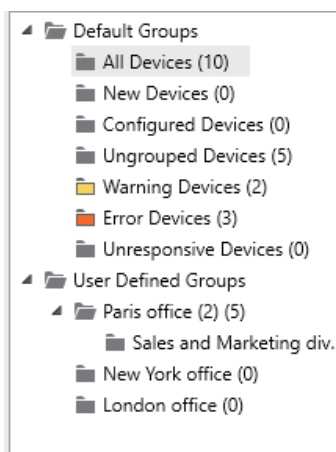 Default Groups
All Devices (10)
New Devices (0)
Configured Devices (0)
Ungrouped Devices (5)
Warning Devices (2)
Error Devices (3)
Unresponsive Devices (0)
User Defined Groups
Paris office (2) (5)
Sales and Marketing div.
New York office (0)
London office (0)